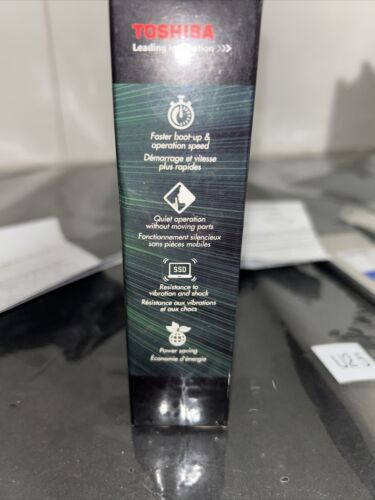 TOSHIBA
Leading Innovation >>>
Faster boot-up &
operation speed
Démarrage et vitesse
plus rapides
Quiet operation
without moving parts
Fonctionnement silencieux
sans pièces mobiles
SSD
Resistance to
vibration and shock
Résistance aux vibrations
et aux chocs
Power saving
Économie d'énergie
U25